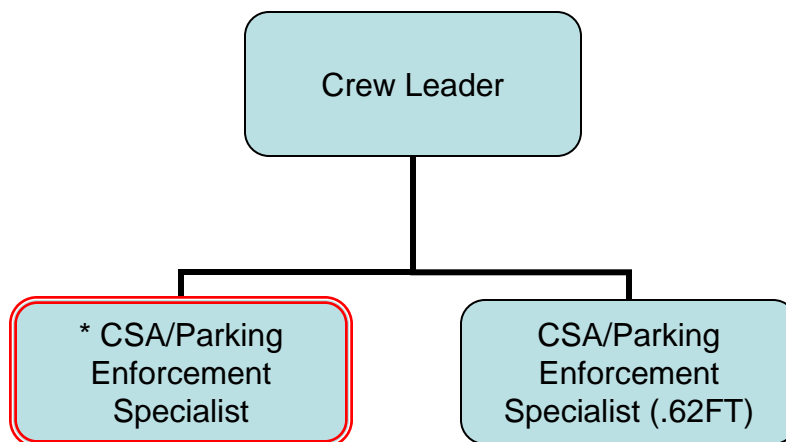 Crew Leader
* CSA/Parking
Enforcement
Specialist
CSA/Parking
Enforcement
Specialist (.62FT)